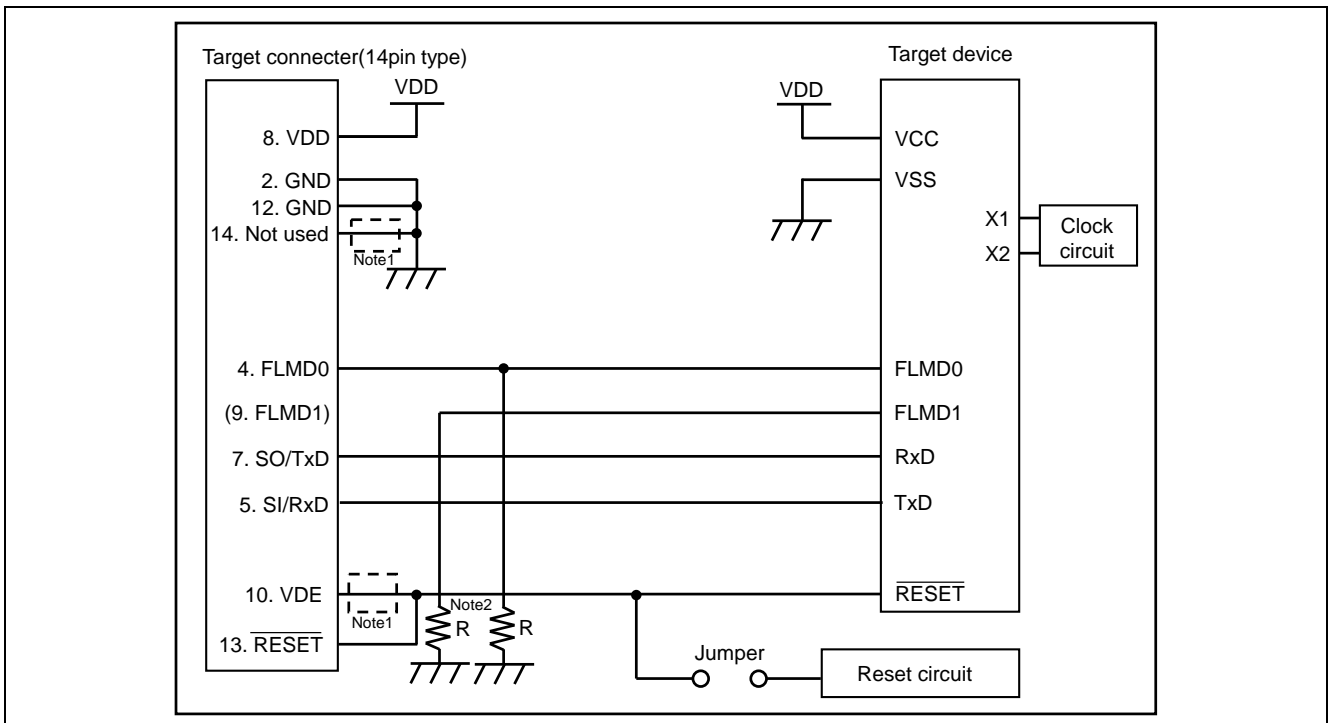 Target connecter(14pin type)
VDD
8. VDD
2. GND
12. GND
14. Not used
Note1
4. FLMD0
(9. FLMD1)
7. SO/TxD
5. SI/RxD
10. VDE
Note1
13. RESET
Note2
R
R
Jumper
Reset circuit
Target device
VDD
VCC
VSS
X1
X2
Clock
circuit
FLMD0
FLMD1
RxD
TxD
RESET